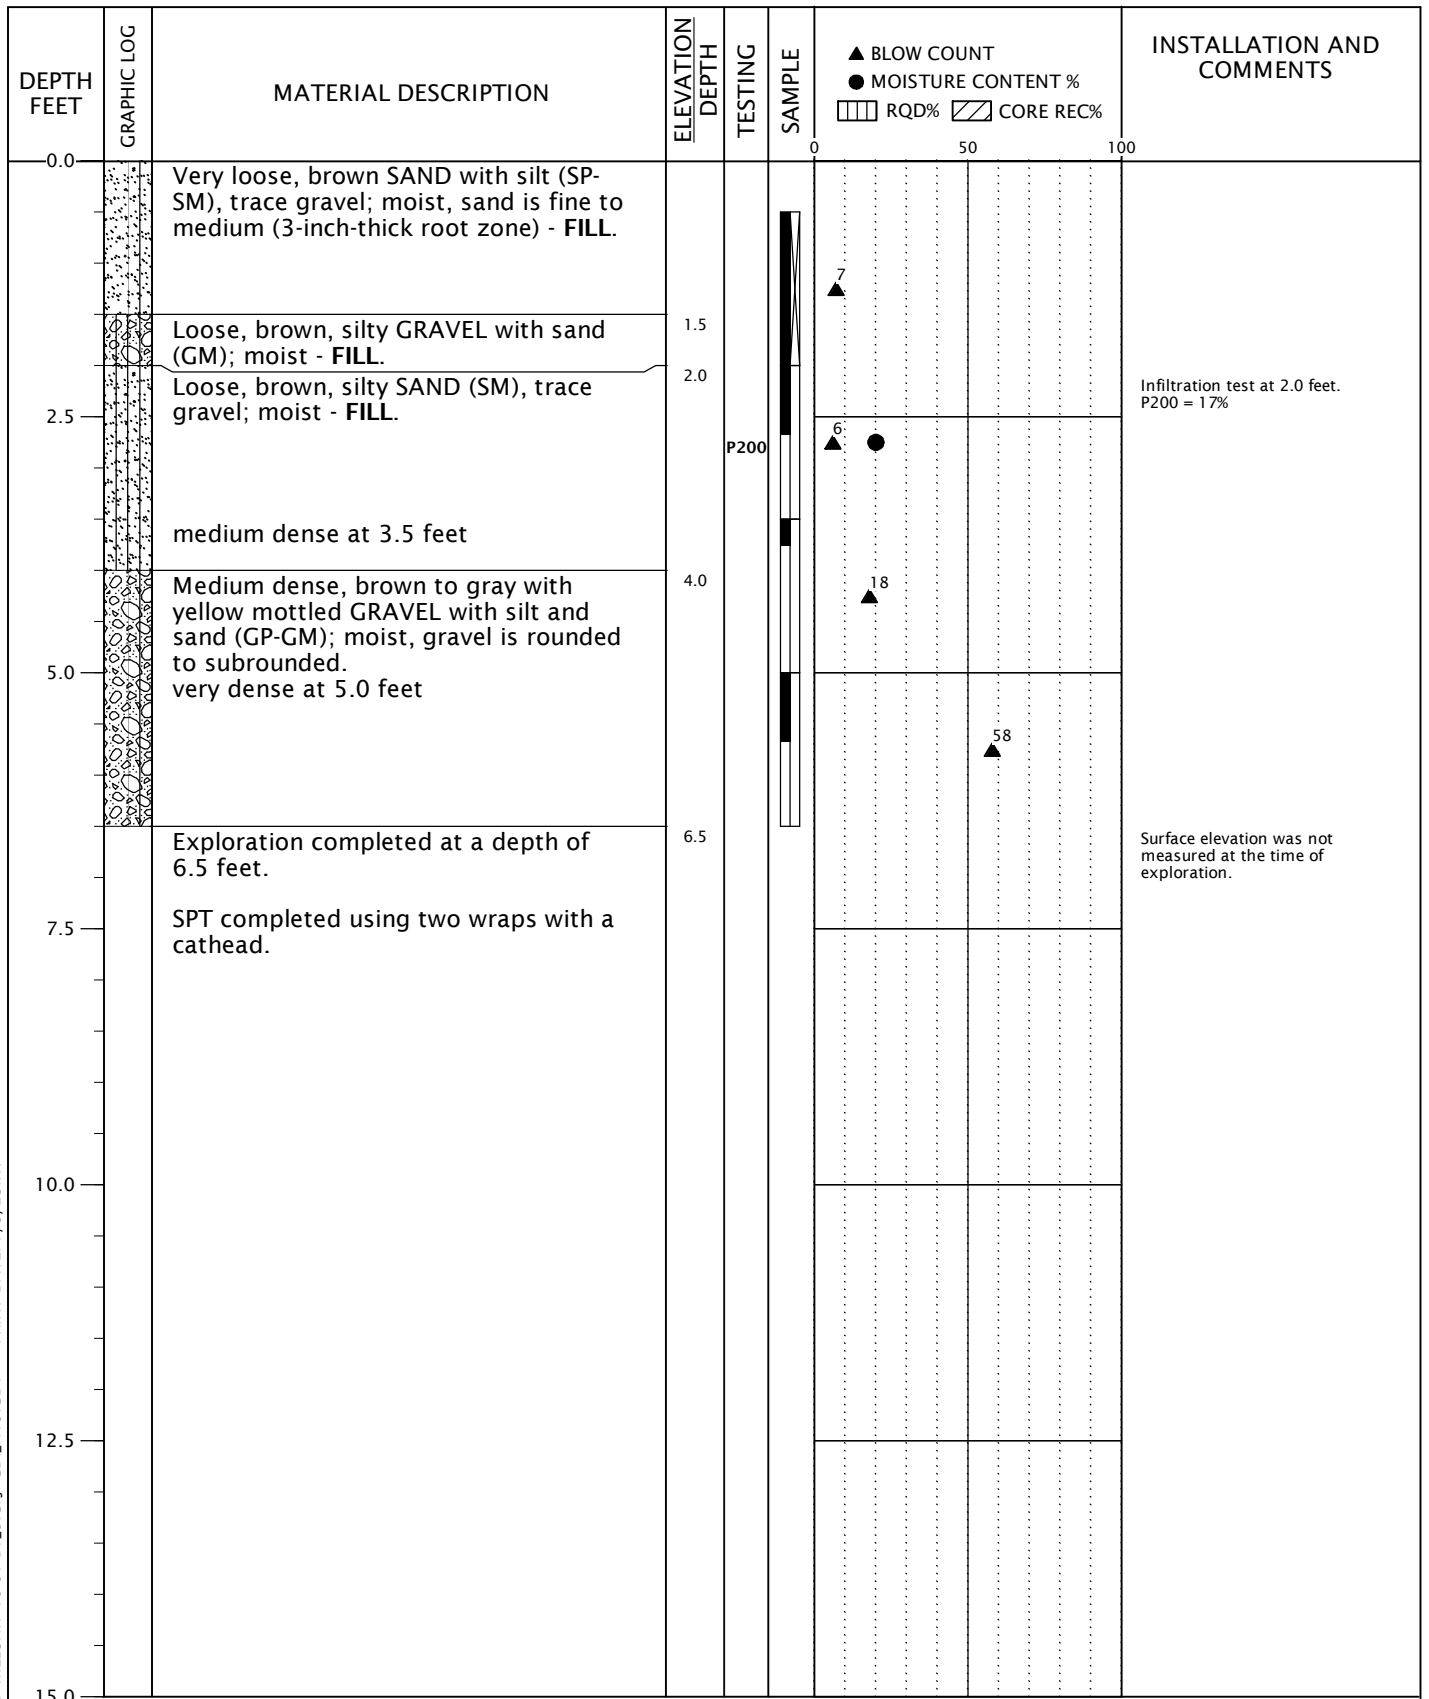 DEPTH
FEET
GRAPHIC LOG
MATERIAL DESCRIPTION
ELEVATION
DEPTH
TESTING
SAMPLE
▲ BLOW COUNT
● MOISTURE CONTENT %
RQD% CORE REC%
0 50 100
INSTALLATION AND
COMMENTS
0.0
Very loose, brown SAND with silt (SP-
SM), trace gravel; moist, sand is fine to
medium (3-inch-thick root zone) - FILL.
7
1.5
Loose, brown, silty GRAVEL with sand
(GM); moist - FILL.
2.0
Loose, brown, silty SAND (SM), trace
gravel; moist - FILL.
Infiltration test at 2.0 feet.
P200 = 17%
2.5
P200
6
medium dense at 3.5 feet
4.0
Medium dense, brown to gray with
yellow mottled GRAVEL with silt and
sand (GP-GM); moist, gravel is rounded
to subrounded.
18
5.0
very dense at 5.0 feet
58
6.5
Exploration completed at a depth of
6.5 feet.
Surface elevation was not
measured at the time of
exploration.
7.5
SPT completed using two wraps with a
cathead.
10.0
12.5
15.0